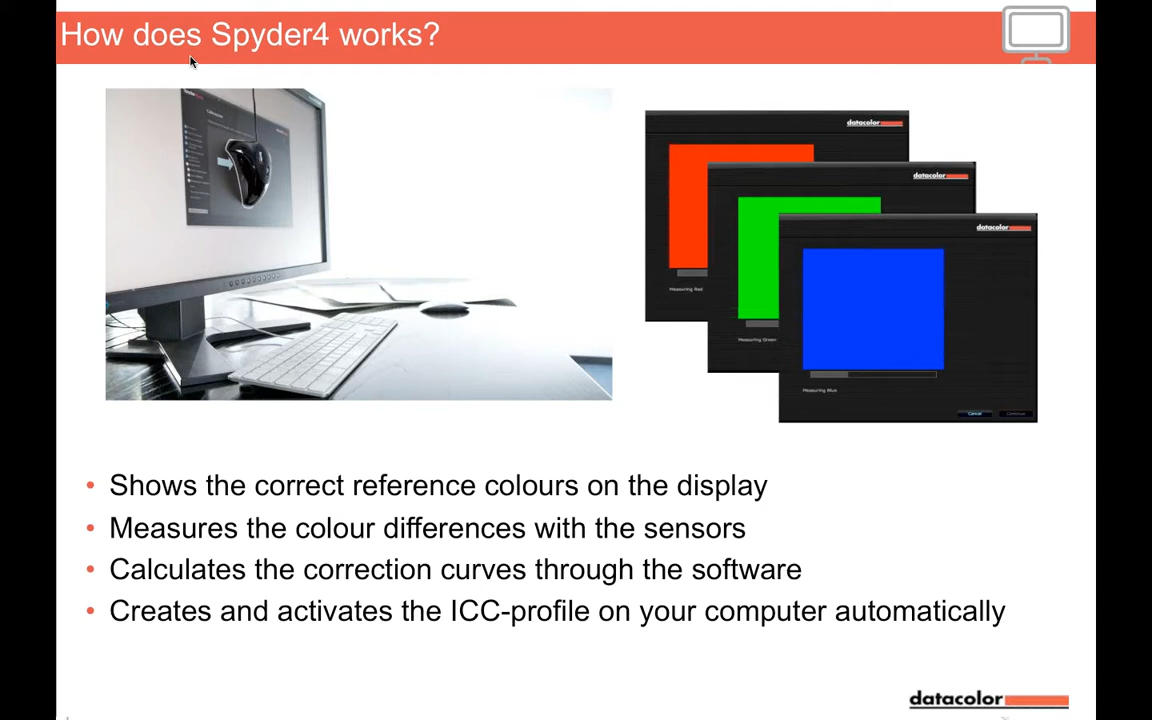 How does Spyder4 works?
datacolor
datacolor
datacolor
Measuring Red
Measuring Green
Measuring Blue
Cancel
Continue
• Shows the correct reference colours on the display
• Measures the colour differences with the sensors
• Calculates the correction curves through the software
• Creates and activates the ICC-profile on your computer automatically
datacolor